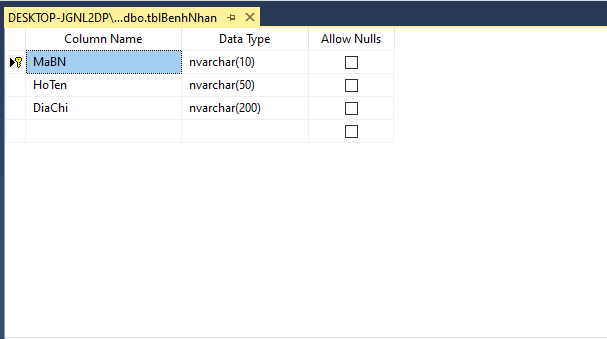 DESKTOP-JGNL2DP\...dbo.tblBenhNhan
Column Name Data Type Allow Nulls
MaBN nvarchar(10)
HoTen nvarchar(50)
DiaChi nvarchar(200)